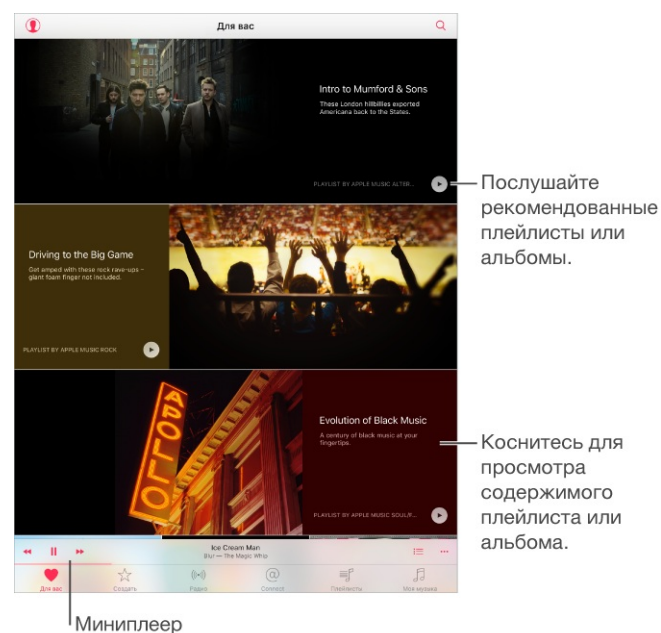 Для вас
Intro to Mumford & Sons
These London hillbillies exported
Americana back to the States.
PLAYLIST BY APPLE MUSIC ALTER...
Послушайте
рекомендованные
плейлисты или
альбомы.
Driving to the Big Game
Get amped with these rock rave-ups –
giant foam finger not included.
PLAYLIST BY APPLE MUSIC ROCK
APOLLO
Evolution of Black Music
A century of black music at your
fingertips.
PLAYLIST BY APPLE MUSIC SOUL/F...
Коснитесь для
просмотра
содержимого
плейлиста или
альбома.
Ice Cream Man
Blur — The Magic Whip
Для вас
Создать
Радио
Connect
Плейлисты
Моя музыка
Миниплеер